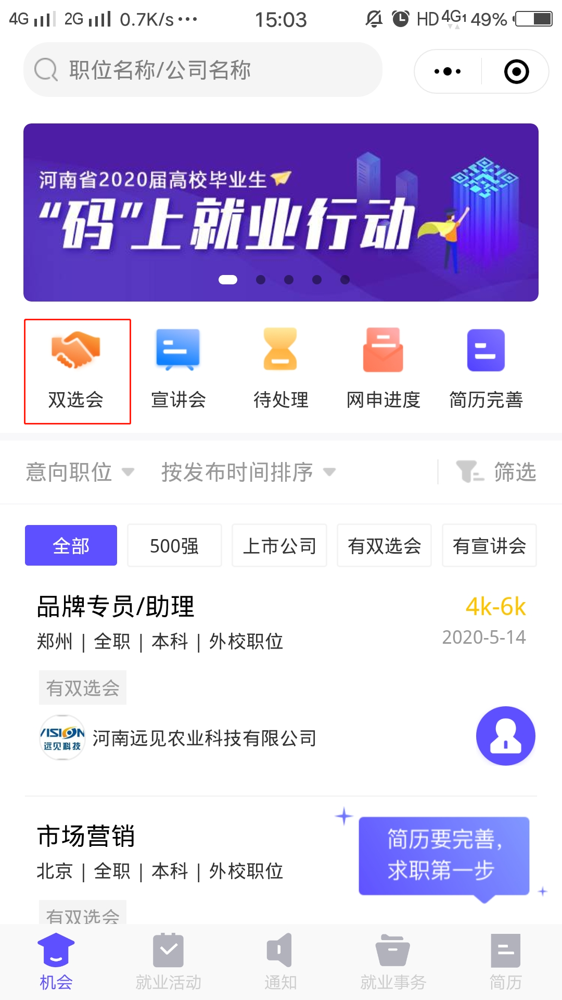 4G 2G 0.7K/s 15:03 HD 4G1 49%
职位名称/公司名称
河南省2020届高校毕业生
“码”上就业行动
双选会 宣讲会 待处理 网申进度 简历完善
意向职位 按发布时间排序 筛选
全部 500强 上市公司 有双选会 有宣讲会
品牌专员/助理 4k-6k
郑州 | 全职 | 本科 | 外校职位 2020-5-14
有双选会
VISION
远见科技
河南远见农业科技有限公司
市场营销
北京 | 全职 | 本科 | 外校职位
简历要完善,
求职第一步
有双选会
机会 就业活动 通知 就业事务 简历